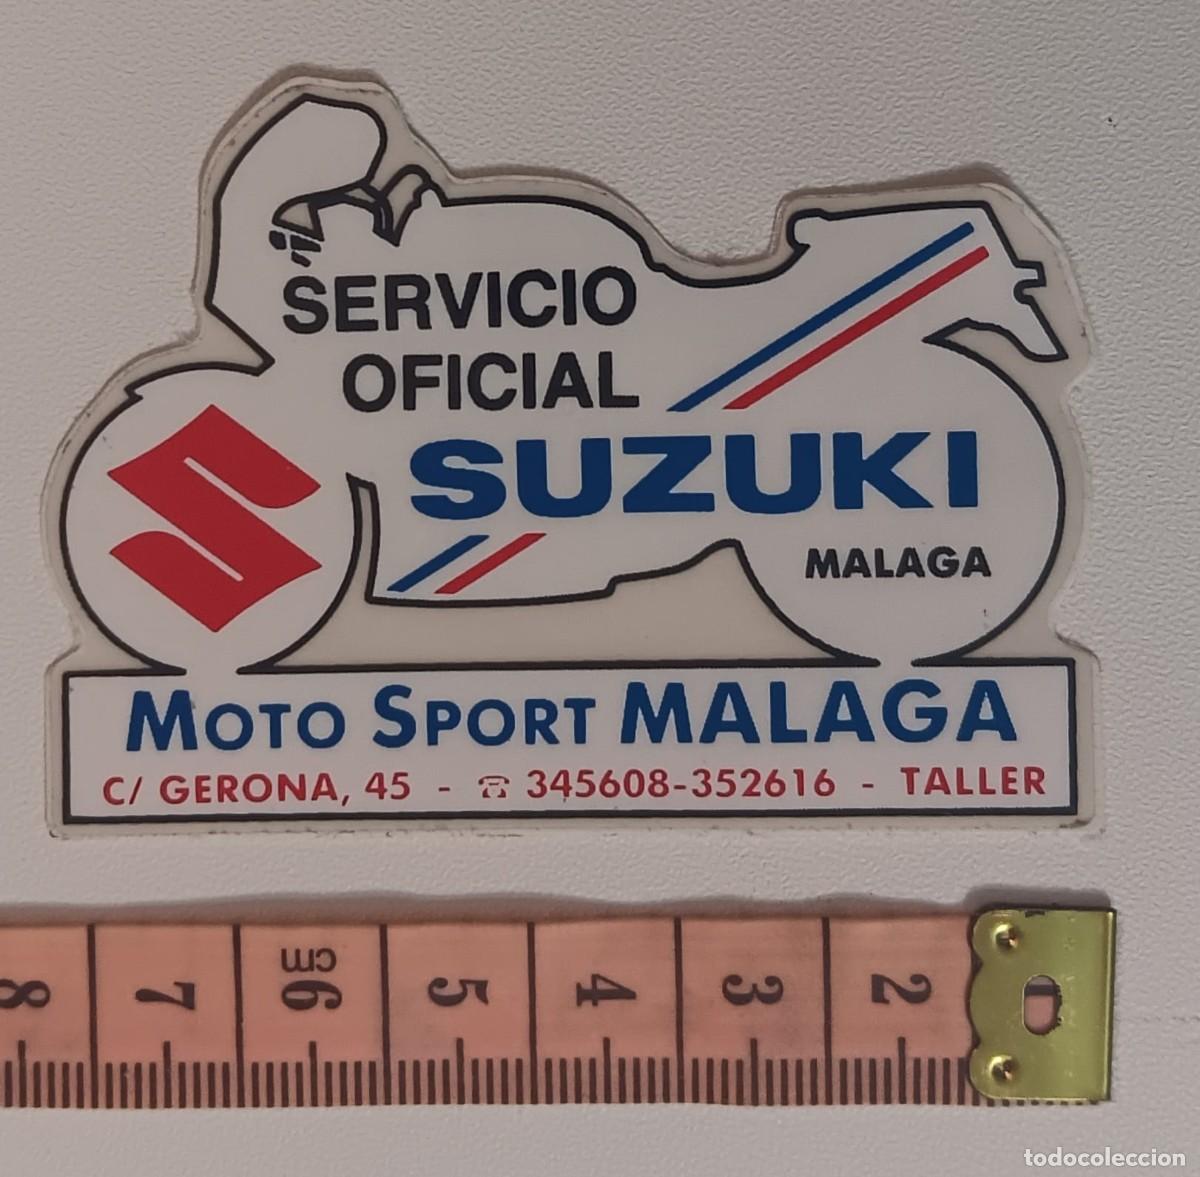 SERVICIO
OFICIAL
SUZUKI
MALAGA
MOTO SPORT MALAGA
C/ GERONA, 45 - ☎ 345608-352616 - TALLER
8 7 cm 6 5 4 3 2
todocoleccion